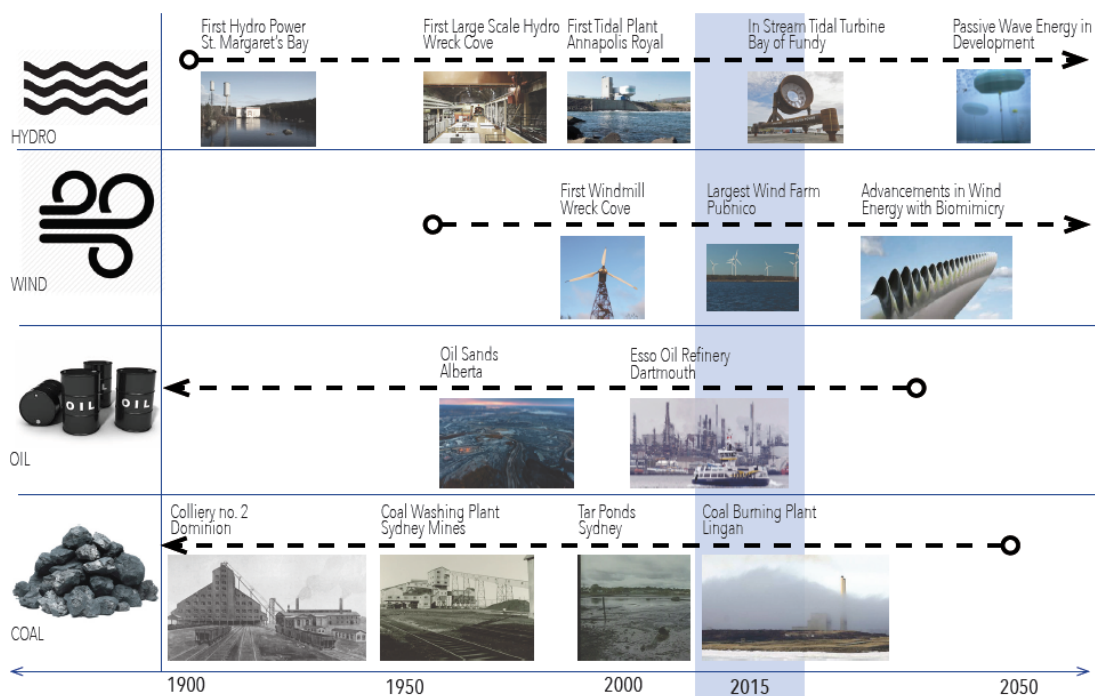 First Hydro Power
St. Margaret's Bay
First Large Scale Hydro
Wreck Cove
First Tidal Plant
Annapolis Royal
In Stream Tidal Turbine
Bay of Fundy
Passive Wave Energy in
Development
HYDRO
First Windmill
Wreck Cove
Largest Wind Farm
Pubnico
Advancements in Wind
Energy with Biomimicry
WIND
Oil Sands
Alberta
Esso Oil Refinery
Dartmouth
OIL
OIL
OIL
Colliery no. 2
Dominion
Coal Washing Plant
Sydney Mines
Tar Ponds
Sydney
Coal Burning Plant
Lingan
COAL
1900
1950
2000
2015
2050